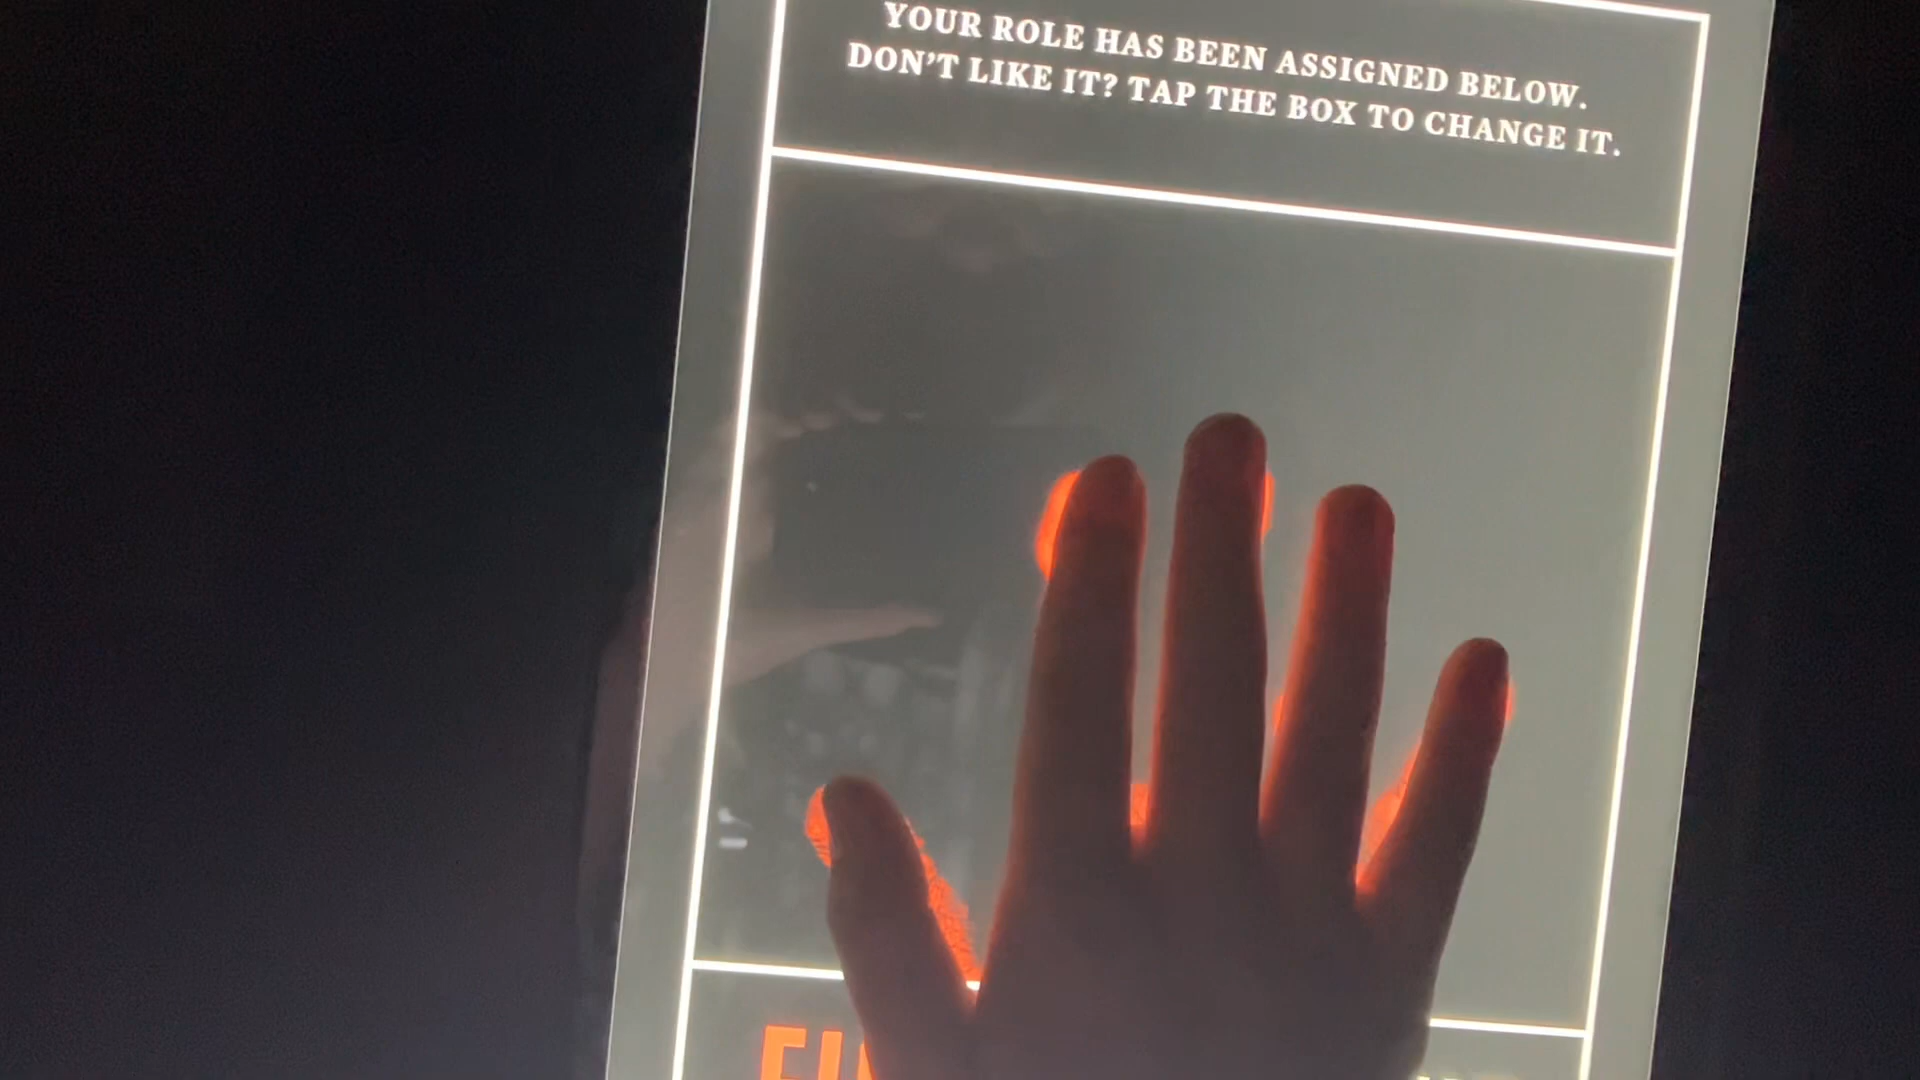 YOUR ROLE HAS BEEN ASSIGNED BELOW.
DON’T LIKE IT? TAP THE BOX TO CHANGE IT.